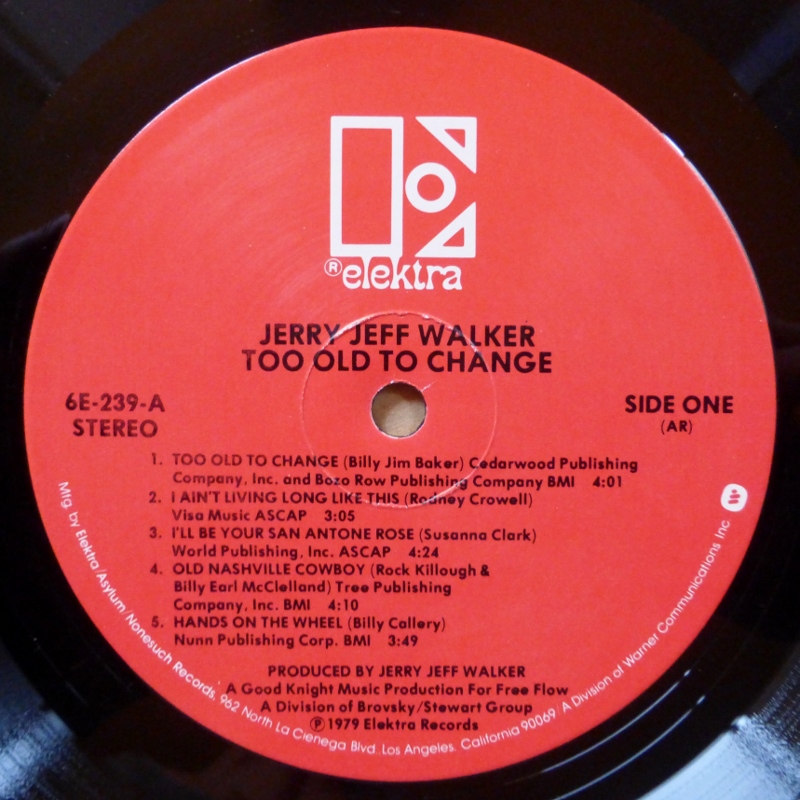 ® elektra
JERRY JEFF WALKER
TOO OLD TO CHANGE
6E-239-A
STEREO
SIDE ONE
(AR)
1. TOO OLD TO CHANGE (Billy Jim Baker) Cedarwood Publishing
Company, Inc. and Bozo Row Publishing Company BMI 4:01
2. I AIN'T LIVING LONG LIKE THIS (Rodney Crowell)
Visa Music ASCAP 3:05
3. I'LL BE YOUR SAN ANTONE ROSE (Susanna Clark)
World Publishing, Inc. ASCAP 4:24
4. OLD NASHVILLE COWBOY (Rock Killough &
Billy Earl McClelland) Tree Publishing
Company, Inc. BMI 4:10
5. HANDS ON THE WHEEL (Billy Callery)
Nunn Publishing Corp. BMI 3:49
PRODUCED BY JERRY JEFF WALKER
A Good Knight Music Production For Free Flow
A Division of Brovsky/Stewart Group
℗ 1979 Elektra Records
Mfg. by Elektra/Asylum/Nonesuch Records, 962 North La Cienega Blvd., Los Angeles, California 90069/A Division of Warner Communications Inc